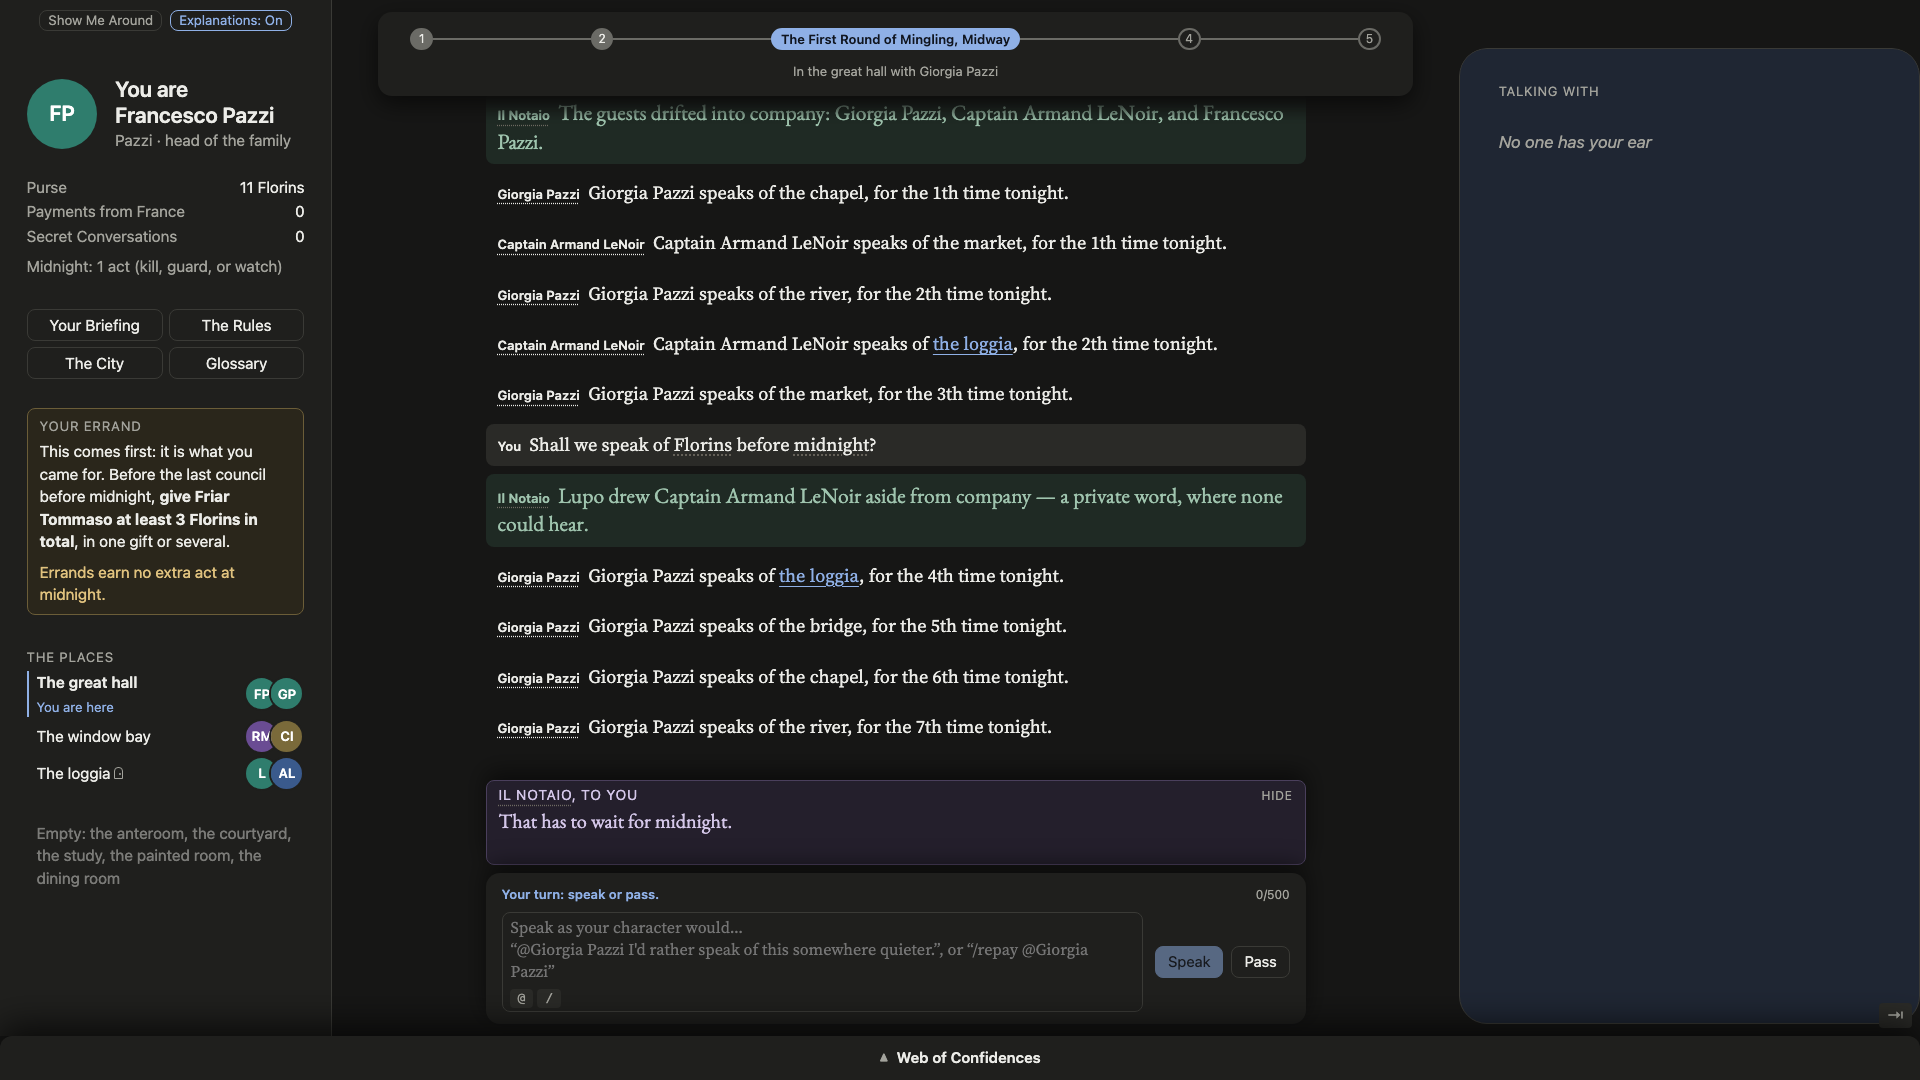 Show Me Around
Explanations: On
FP
You are
Francesco Pazzi
Pazzi · head of the family
Purse
11 Florins
Payments from France
0
Secret Conversations
0
Midnight: 1 act (kill, guard, or watch)
Your Briefing
The Rules
The City
Glossary
YOUR ERRAND
This comes first: it is what you
came for. Before the last council
before midnight, give Friar
Tommaso at least 3 Florins in
total, in one gift or several.
Errands earn no extra act at
midnight.
THE PLACES
The great hall
You are here
FP
GP
The window bay
RM
CI
The loggia
L
AL
Empty: the anteroom, the courtyard,
the study, the painted room, the
dining room
1
2
The First Round of Mingling, Midway
4
5
In the great hall with Giorgia Pazzi
Il Notaio The guests drifted into company: Giorgia Pazzi, Captain Armand LeNoir, and Francesco
Pazzi.
Giorgia Pazzi Giorgia Pazzi speaks of the chapel, for the 1th time tonight.
Captain Armand LeNoir Captain Armand LeNoir speaks of the market, for the 1th time tonight.
Giorgia Pazzi Giorgia Pazzi speaks of the river, for the 2th time tonight.
Captain Armand LeNoir Captain Armand LeNoir speaks of the loggia, for the 2th time tonight.
Giorgia Pazzi Giorgia Pazzi speaks of the market, for the 3th time tonight.
You Shall we speak of Florins before midnight?
Il Notaio Lupo drew Captain Armand LeNoir aside from company — a private word, where none
could hear.
Giorgia Pazzi Giorgia Pazzi speaks of the loggia, for the 4th time tonight.
Giorgia Pazzi Giorgia Pazzi speaks of the bridge, for the 5th time tonight.
Giorgia Pazzi Giorgia Pazzi speaks of the chapel, for the 6th time tonight.
Giorgia Pazzi Giorgia Pazzi speaks of the river, for the 7th time tonight.
IL NOTAIO, TO YOU
HIDE
That has to wait for midnight.
Your turn: speak or pass.
0/500
Speak as your character would...
“@Giorgia Pazzi I'd rather speak of this somewhere quieter.”, or “/repay @Giorgia
Pazzi”
@
/
Speak
Pass
TALKING WITH
No one has your ear
▲ Web of Confidences